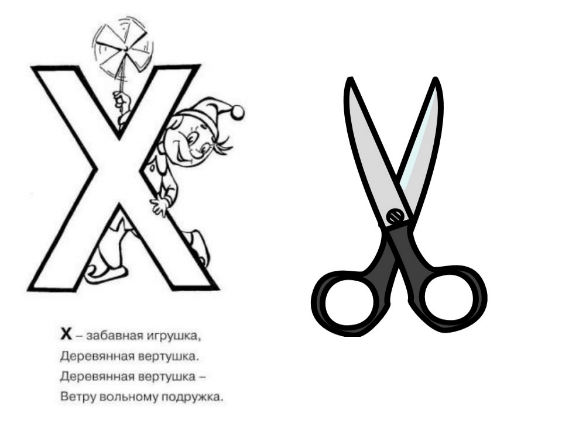 Х
Х – забавная игрушка,
Деревянная вертушка.
Деревянная вертушка –
Ветру вольному подружка.